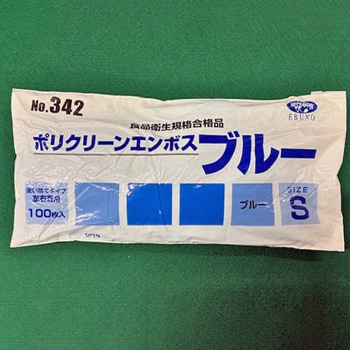 No.342
EBUNO
食品衛生規格合格品
ポリクリーンエンボス
ブルー
使い捨てタイプ
左右兼用
100枚入
ブルー
SIZE
S
OPEN